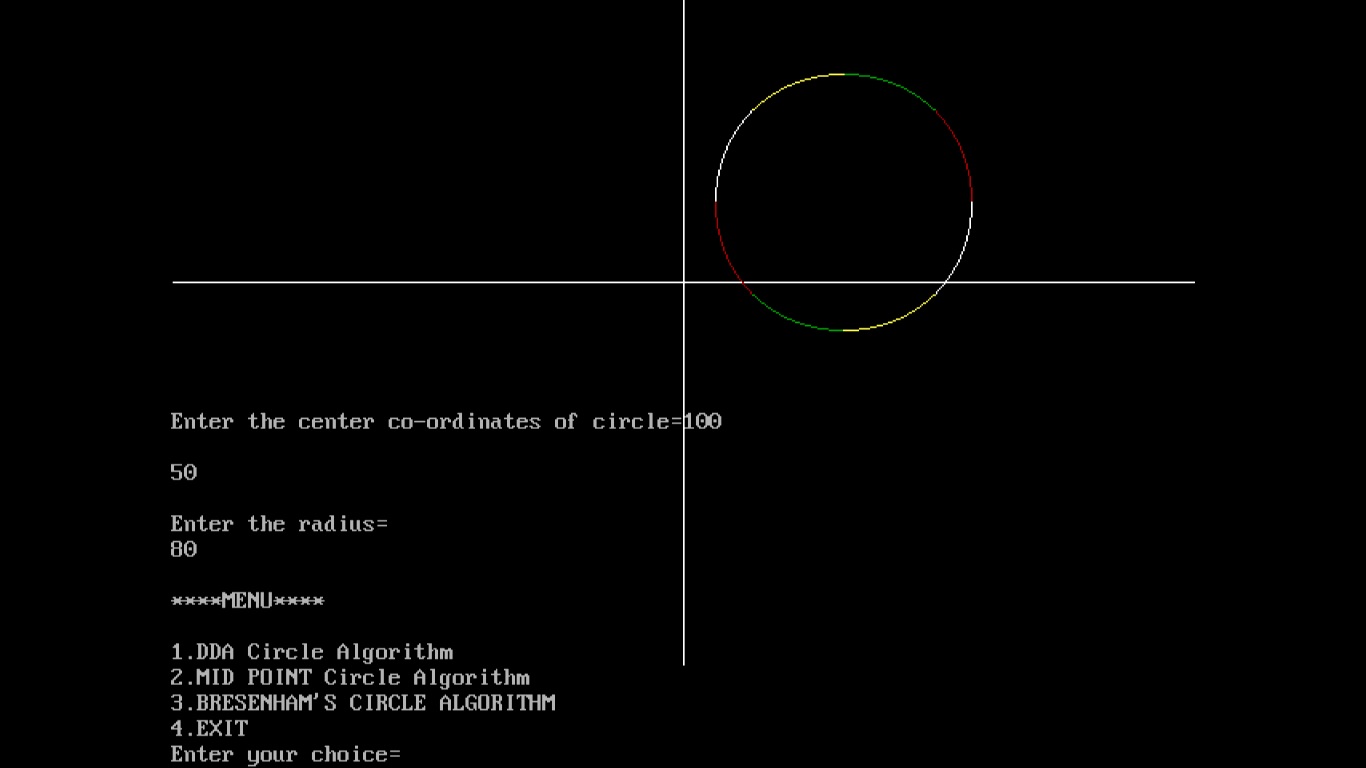 Enter the center co-ordinates of circle=100
50
Enter the radius=
80
****MENU****
1.DDA Circle Algorithm
2.MID POINT Circle Algorithm
3.BRESENHAM'S CIRCLE ALGORITHM
4.EXIT
Enter your choice=